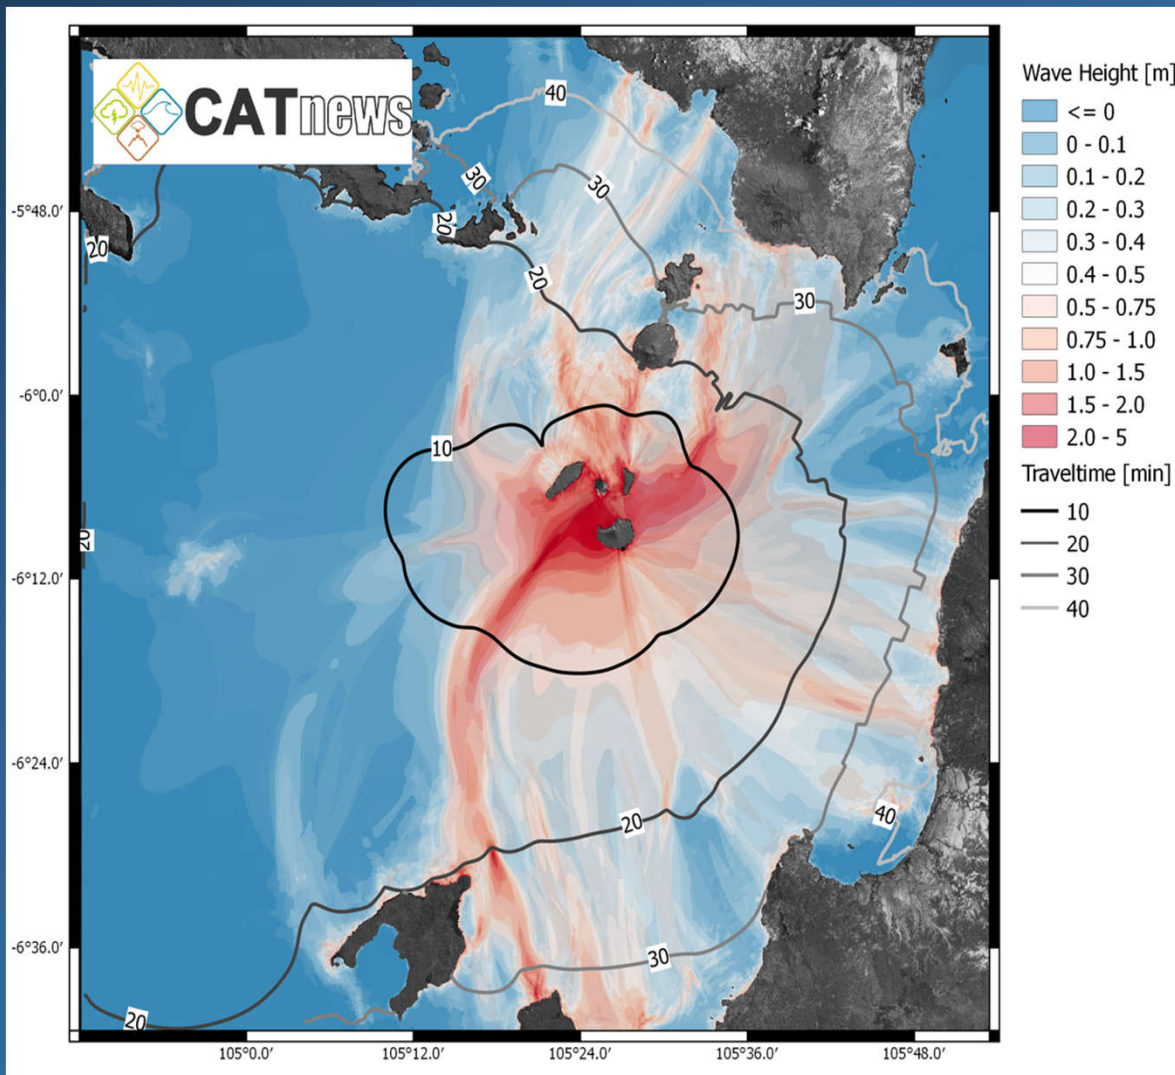 CATnews
Wave Height [m]
<= 0
0 - 0.1
0.1 - 0.2
0.2 - 0.3
0.3 - 0.4
0.4 - 0.5
0.5 - 0.75
0.75 - 1.0
1.0 - 1.5
1.5 - 2.0
2.0 - 5
Traveltime [min]
10
20
30
40
40
30
30
20
20
20
30
10
20
40
20
30
20
-5°48.0'
-6°0.0'
-6°12.0'
-6°24.0'
-6°36.0'
105°0.0'
105°12.0'
105°24.0'
105°36.0'
105°48.0'